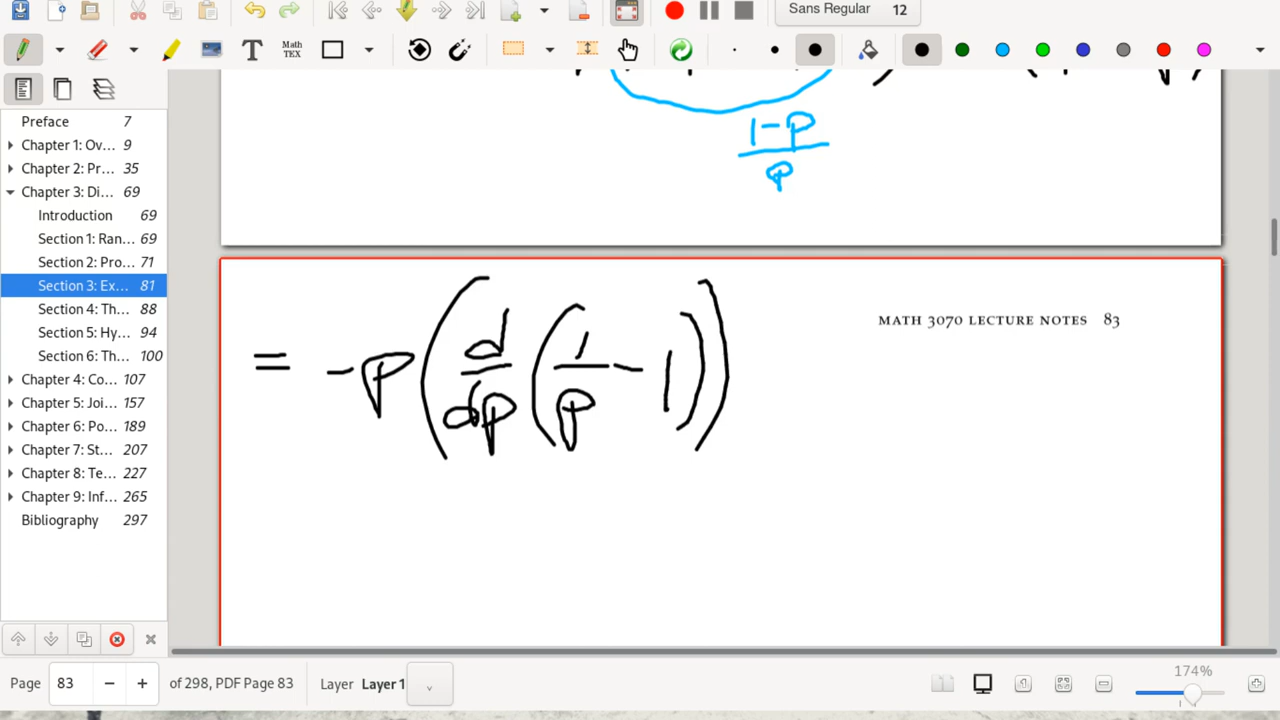 Sans Regular 12
T Math TEX
1-p
p
Preface 7
Chapter 1: Ov... 9
Chapter 2: Pr... 35
Chapter 3: Di... 69
Introduction 69
Section 1: Ran... 69
Section 2: Pro... 71
Section 3: Ex... 81
Section 4: Th... 88
Section 5: Hy... 94
Section 6: Th... 100
Chapter 4: Co... 107
Chapter 5: Joi... 143
Chapter 6: Po... 189
Chapter 7: St... 207
Chapter 8: Te... 227
Chapter 9: Inf... 265
Bibliography 297
MATH 3070 LECTURE NOTES 83
= -p(d/dp(1/p - 1))
Page 83 of 298, PDF Page 83 Layer Layer 1 174%